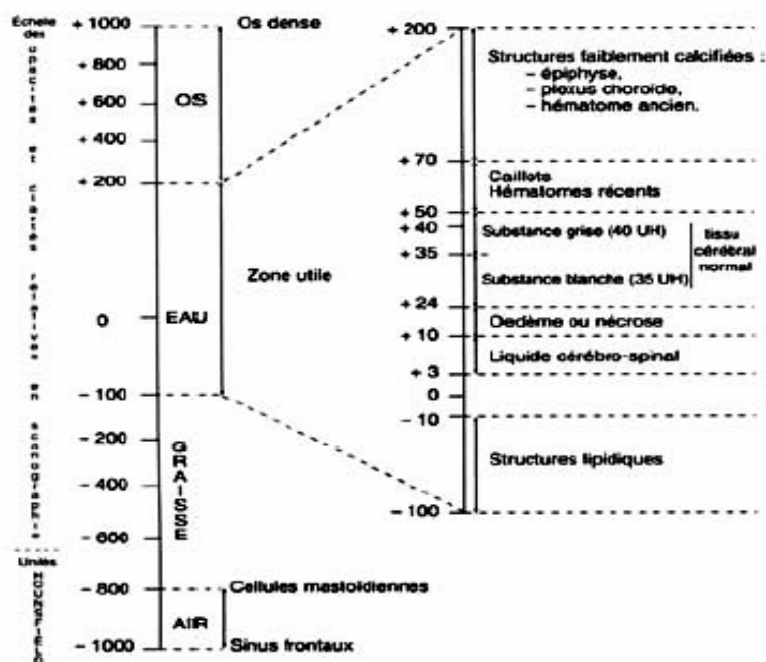 Échelle
des
opacités et clartés relatives en scanographie
Unités
HOUNSFIELD
+ 1000
+ 800
+ 600
+ 400
+ 200
0
- 100
- 200
- 400
- 600
- 800
- 1000
OS
EAU
GRAISSE
AIR
Os dense
Zone utile
Cellules mastoïdiennes
Sinus frontaux
+ 200
+ 70
+ 50
+ 40
+ 35
+ 24
+ 10
+ 3
0
- 10
- 100
Structures faiblement calcifiées :
- épiphyse,
- plexus choroïde,
- hématome ancien.
Caillots
Hématomes récents
Substance grise (40 UH)
Substance blanche (35 UH)
tissu
cérébral
normal
Oedème ou nécrose
Liquide cérébro-spinal
Structures lipidiques